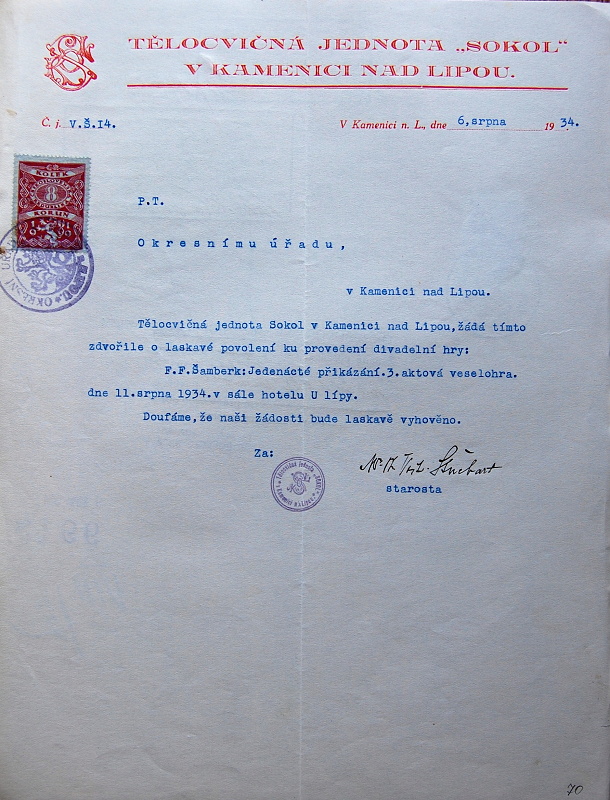 TĚLOCVIČNÁ JEDNOTA „SOKOL“
V KAMENICI NAD LIPOU.
Č. j. V.Š.14.
V Kamenici n. L., dne 6,srpna 1934.
KOLEK
8
KORUN
P.T.
Okresnímu úřadu,
v Kamenici nad Lipou.
Tělocvičná jednota Sokol v Kamenici nad Lipou,žádá tímto
zdvořile o laskavé povolení ku provedení divadelní hry:
F.F.Šamberk:Jedenácté přikázání.3.aktová veselohra.
dne 11.srpna 1934.v sále hotelu U lípy.
Doufáme,že naši žádosti bude laskavě vyhověno.
Za:
starosta
70